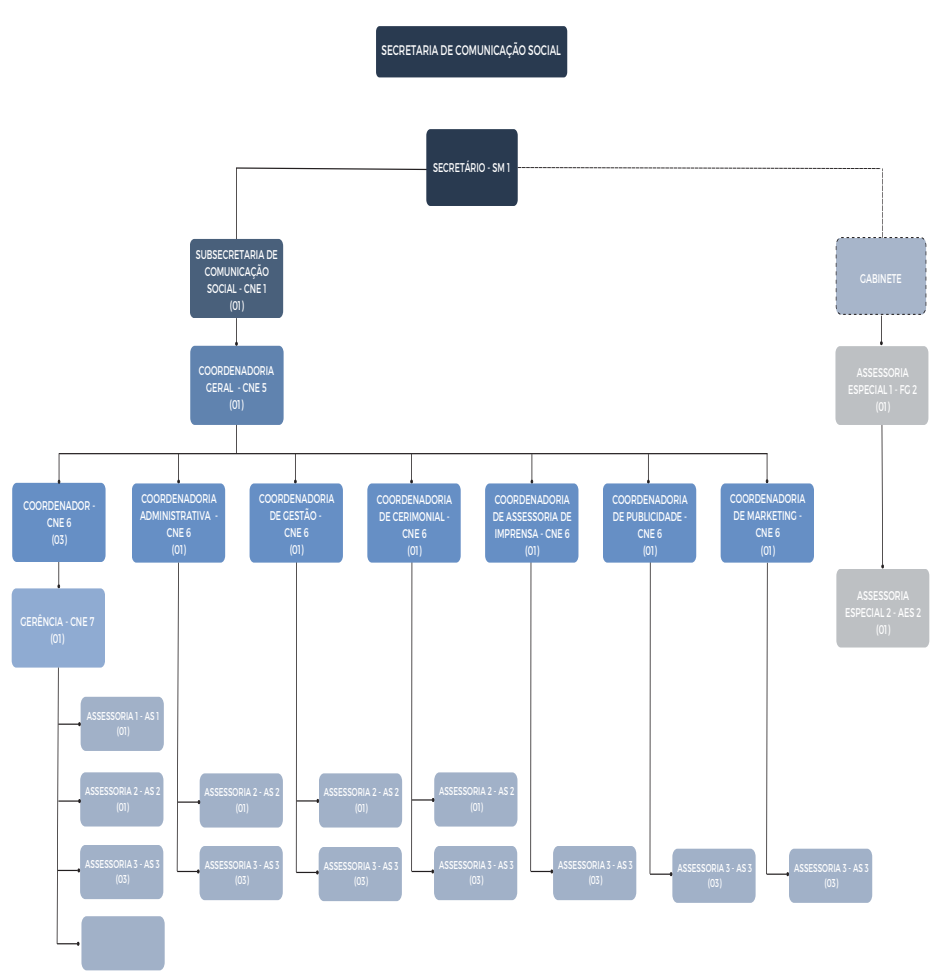 SECRETARIA DE COMUNICAÇÃO SOCIAL
SECRETÁRIO - SM 1
SUBSECRETARIA DE
COMUNICAÇÃO
SOCIAL - CNE 1
(01)
GABINETE
COORDENADORIA
GERAL - CNE 5
(01)
ASSESSORIA
ESPECIAL 1 - FG 2
(01)
COORDENADOR -
CNE 6
(03)
COORDENADORIA
ADMINISTRATIVA -
CNE 6
(01)
COORDENADORIA
DE GESTÃO -
CNE 6
(01)
COORDENADORIA
DE CERIMONIAL -
CNE 6
(01)
COORDENADORIA
DE ASSESSORIA DE
IMPRENSA - CNE 6
(01)
COORDENADORIA
DE PUBLICIDADE -
CNE 6
(01)
COORDENADORIA
DE MARKETING -
CNE 6
(01)
GERÊNCIA - CNE 7
(01)
ASSESSORIA
ESPECIAL 2 - AES 2
(01)
ASSESSORIA 1 - AS 1
(01)
ASSESSORIA 2 - AS 2
(01)
ASSESSORIA 2 - AS 2
(01)
ASSESSORIA 2 - AS 2
(01)
ASSESSORIA 2 - AS 2
(01)
ASSESSORIA 3 - AS 3
(03)
ASSESSORIA 3 - AS 3
(03)
ASSESSORIA 3 - AS 3
(03)
ASSESSORIA 3 - AS 3
(03)
ASSESSORIA 3 - AS 3
(03)
ASSESSORIA 3 - AS 3
(03)
ASSESSORIA 3 - AS 3
(03)